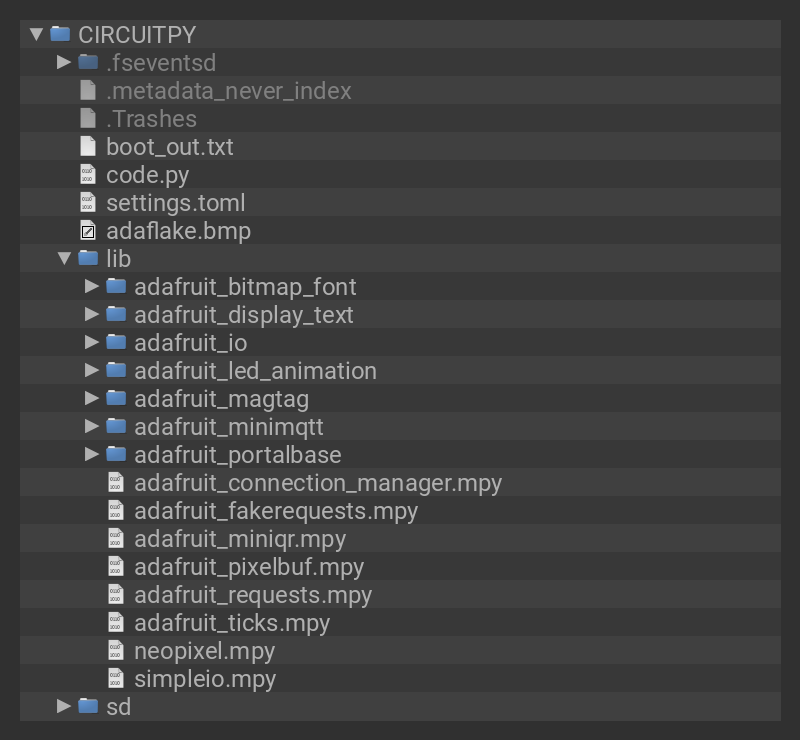 CIRCUITPY
.fseventsd
.metadata_never_index
.Trashes
boot_out.txt
code.py
settings.toml
adaflake.bmp
lib
adafruit_bitmap_font
adafruit_display_text
adafruit_io
adafruit_led_animation
adafruit_magtag
adafruit_minimqtt
adafruit_portalbase
adafruit_connection_manager.mpy
adafruit_fakerequests.mpy
adafruit_miniqr.mpy
adafruit_pixelbuf.mpy
adafruit_requests.mpy
adafruit_ticks.mpy
neopixel.mpy
simpleio.mpy
sd